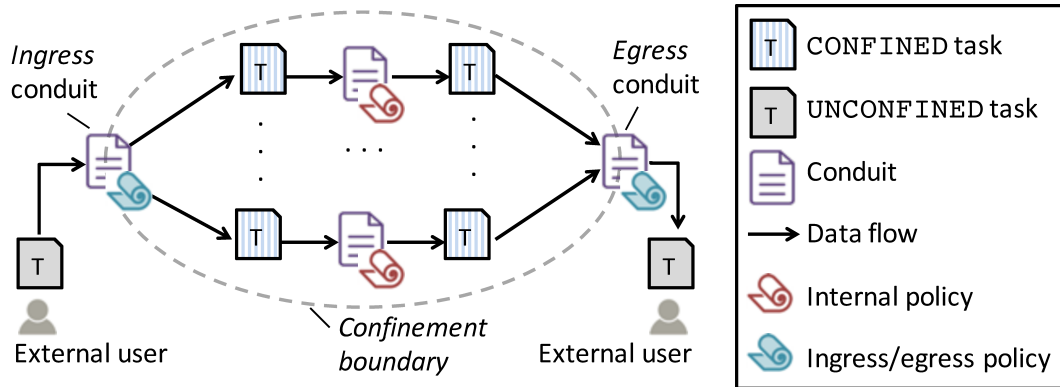 Ingress
conduit
T
T
Egress
conduit
. . .
T
T
T
T
Confinement
boundary
External user
External user
T CONFINED task
T UNCONFINED task
Conduit
Data flow
Internal policy
Ingress/egress policy